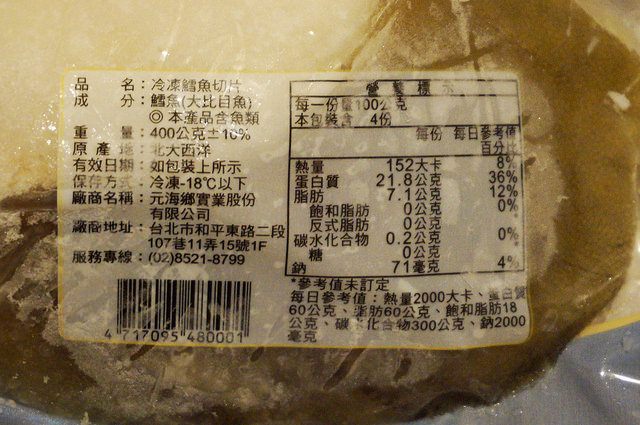 品 名：冷凍鱈魚切片
成 分：鱈魚(大比目魚)
◎本產品含魚類
重 量：400公克±10%
原 產 地：北大西洋
有效日期：如包裝上所示
保存方式：冷凍-18℃以下
廠商名稱：元海鄉實業股份
有限公司
廠商地址：台北市和平東路二段
107巷11弄15號1F
服務專線：(02)8521-8799
4 717095 480001
營養標示
每一份量100公克
本包裝含 4份
每份 每日參考值
百分比
熱量 152大卡 8%
蛋白質 21.8公克 36%
脂肪 7.1公克 12%
飽和脂肪 0公克 0%
反式脂肪 0公克 *
碳水化合物 0.2公克 0%
糖 0公克 *
鈉 71毫克 4%
*參考值未訂定
每日參考值：熱量2000大卡、蛋白質
60公克、脂肪60公克、飽和脂肪18
公克、碳水化合物300公克、鈉2000
毫克